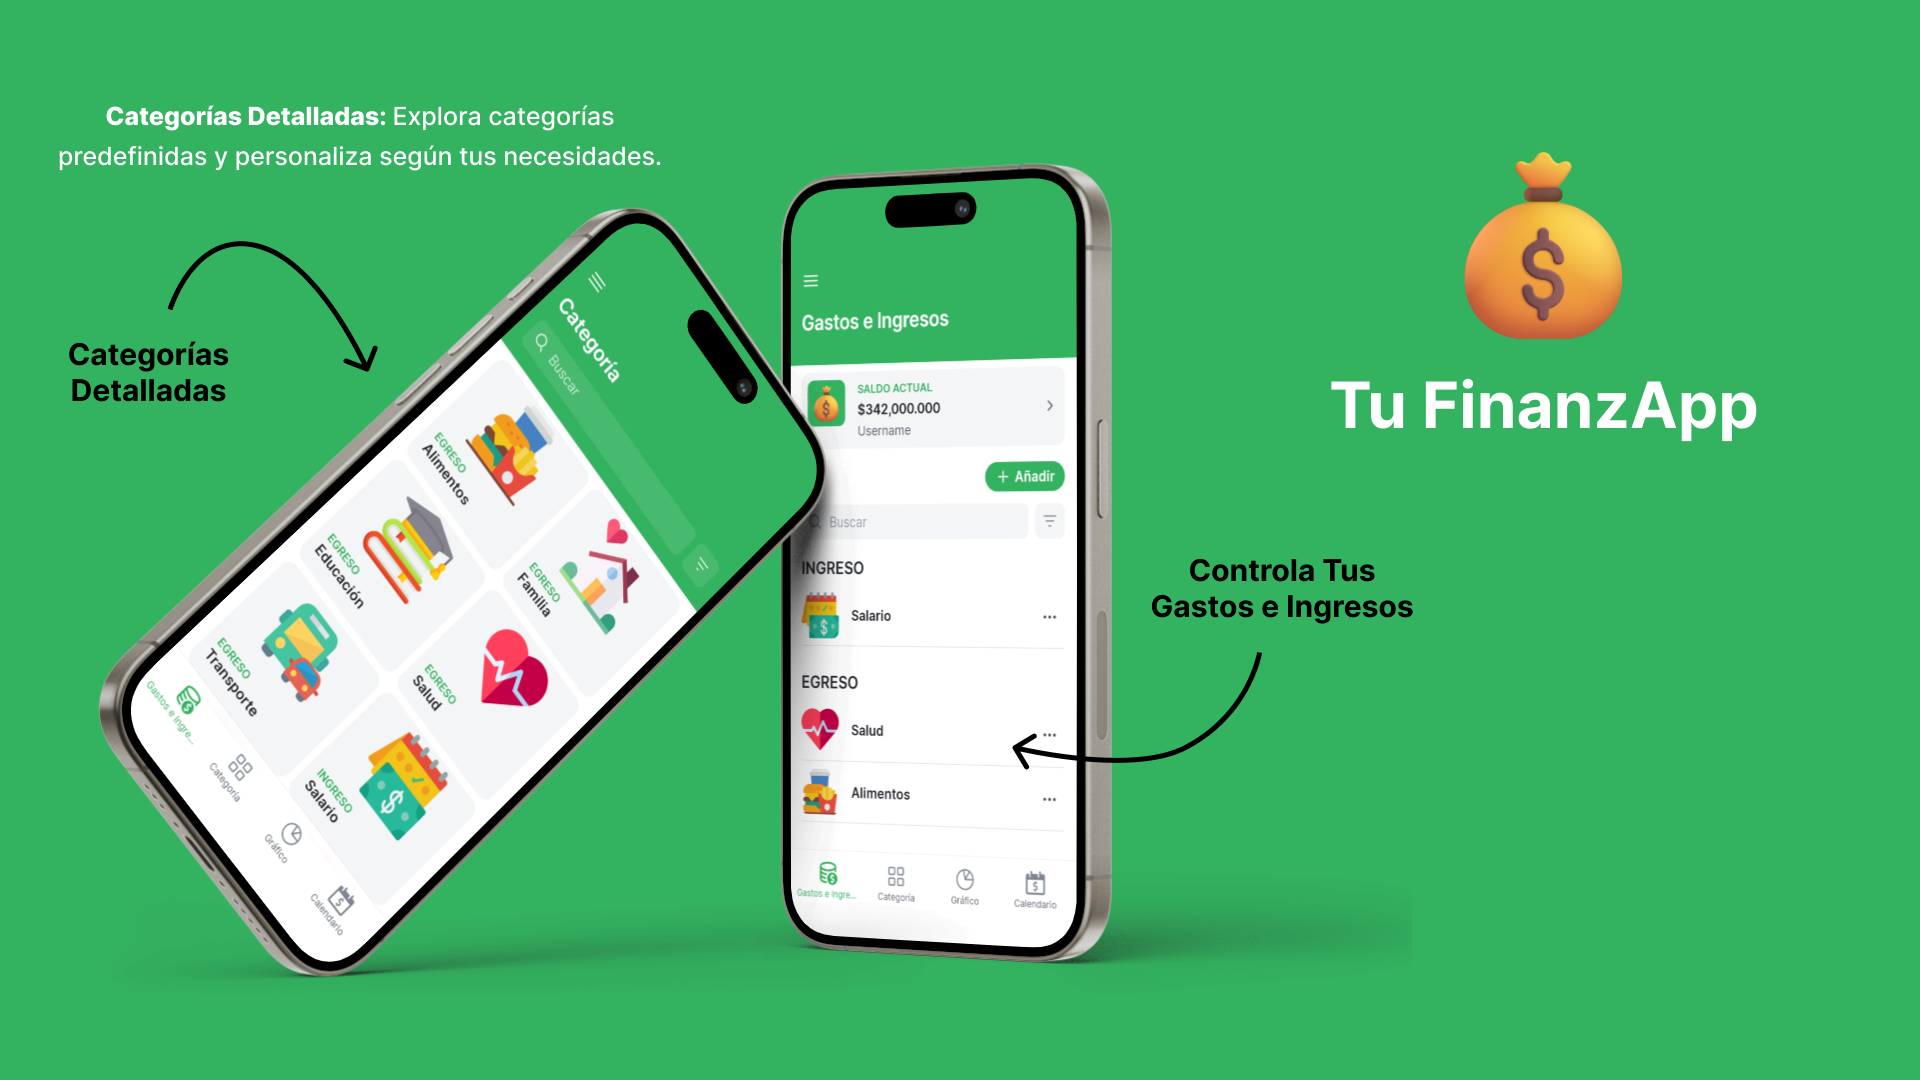 Categorías Detalladas: Explora categorías
predefinidas y personaliza según tus necesidades.
Categorías
Detalladas
Categoría
Buscar
EGRESO
Alimentos
EGRESO
Educación
EGRESO
Familia
EGRESO
Transporte
EGRESO
Salud
INGRESO
Salario
Gastos e Ingre...
Categoría
Gráfico
Calendario
Gastos e Ingresos
SALDO ACTUAL
$342,000.000
Username
+ Añadir
Buscar
INGRESO
Salario
EGRESO
Salud
Alimentos
Gastos e Ingre...
Categoría
Gráfico
Calendario
Tu FinanzApp
Controla Tus
Gastos e Ingresos